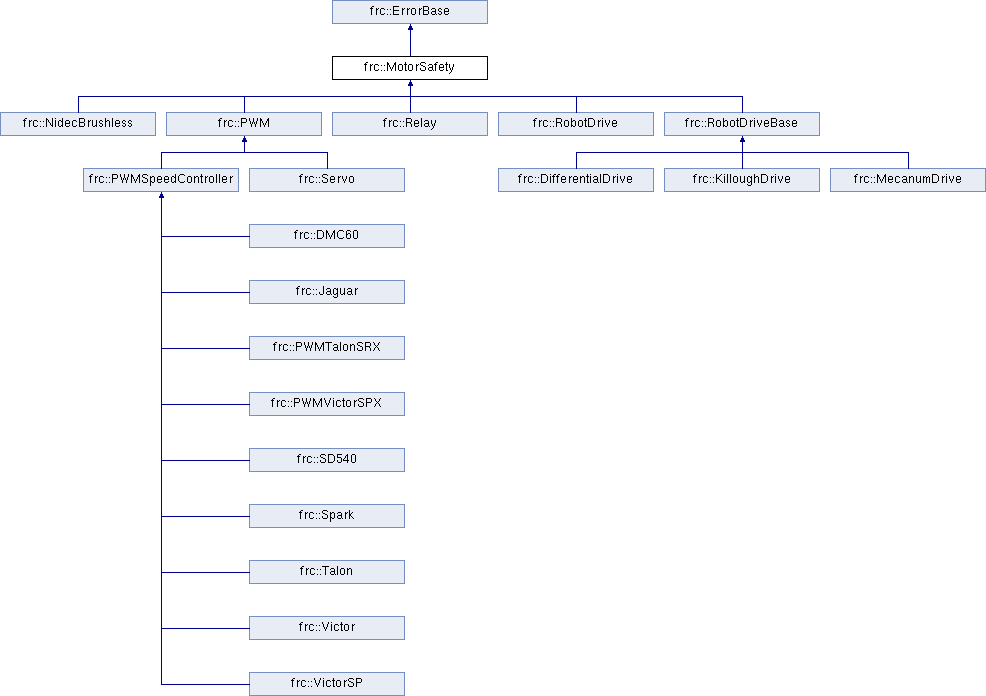 frc::ErrorBase
frc::MotorSafety
frc::NidecBrushless
frc::PWM
frc::Relay
frc::RobotDrive
frc::RobotDriveBase
frc::PWMSpeedController
frc::Servo
frc::DifferentialDrive
frc::KilloughDrive
frc::MecanumDrive
frc::DMC60
frc::Jaguar
frc::PWMTalonSRX
frc::PWMVictorSPX
frc::SD540
frc::Spark
frc::Talon
frc::Victor
frc::VictorSP